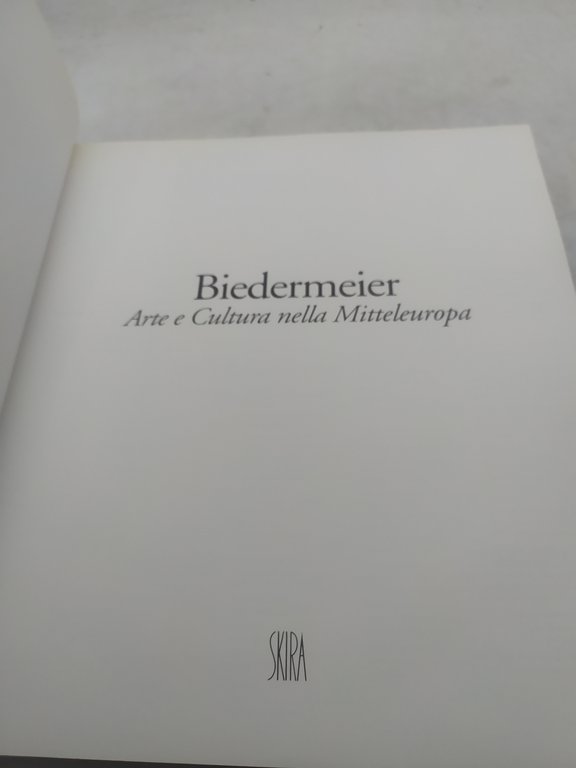 Biedermeier
Arte e Cultura nella Mitteleuropa
SKIRA